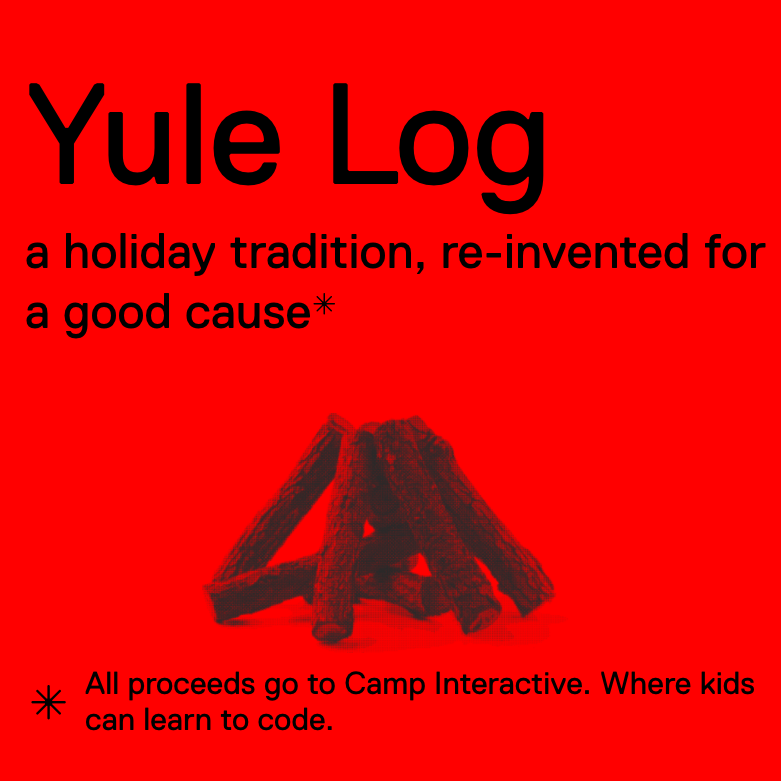 Yule Log
a holiday tradition, re-invented for
a good cause*
* All proceeds go to Camp Interactive. Where kids
can learn to code.